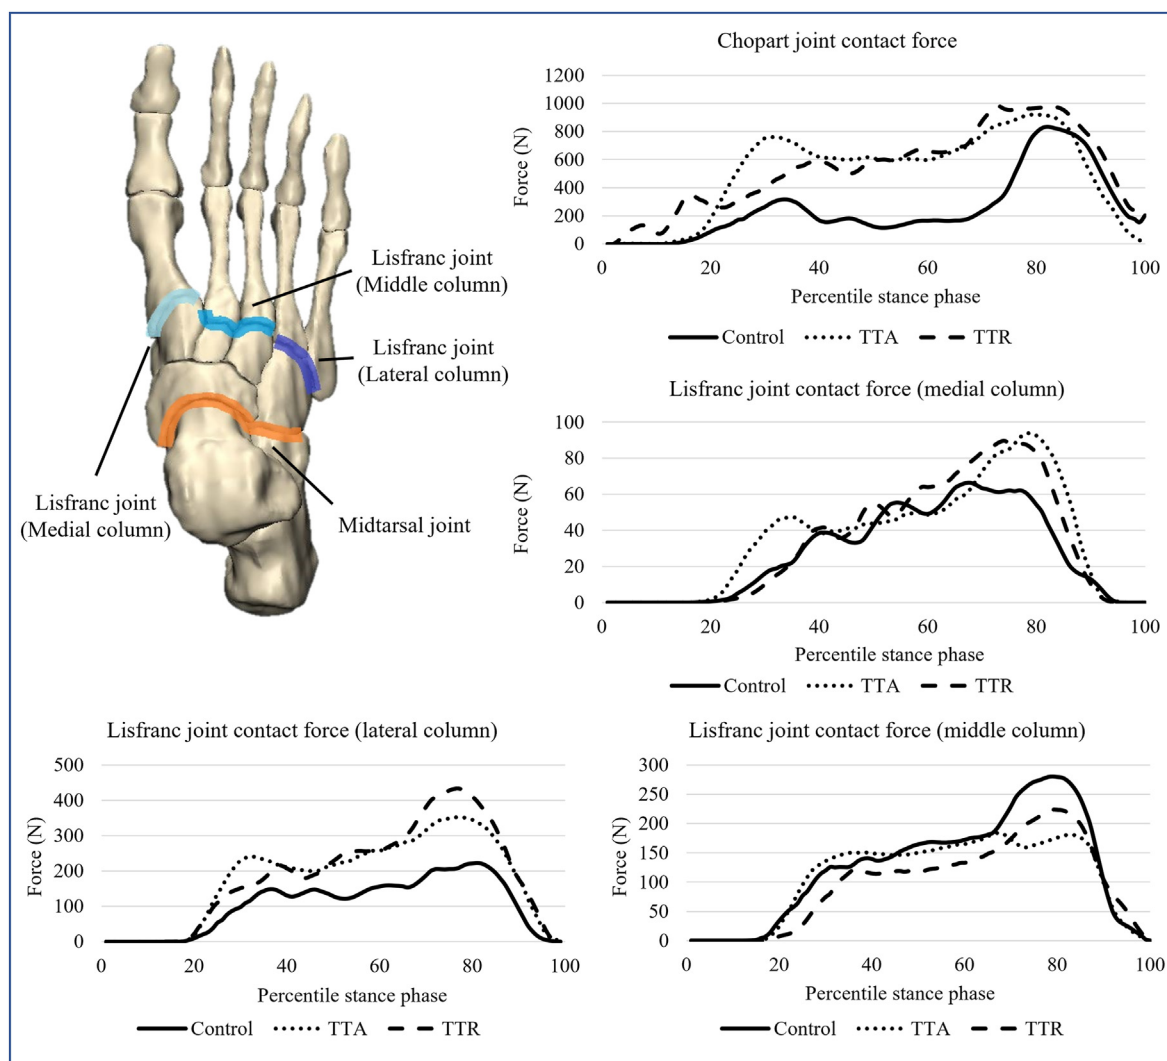 Lisfranc joint
(Middle column)
Lisfranc joint
(Lateral column)
Lisfranc joint
(Medial column)
Midtarsal joint
Chopart joint contact force
Force (N)
1200
1000
800
600
400
200
0
0 20 40 60 80 100
Percentile stance phase
Control TTA TTR
Lisfranc joint contact force (medial column)
Force (N)
100
80
60
40
20
0
0 20 40 60 80 100
Percentile stance phase
Control TTA TTR
Lisfranc joint contact force (lateral column)
Force (N)
500
400
300
200
100
0
0 20 40 60 80 100
Percentile stance phase
Control TTA TTR
Lisfranc joint contact force (middle column)
Force (N)
300
250
200
150
100
50
0
0 20 40 60 80 100
Percentile stance phase
Control TTA TTR